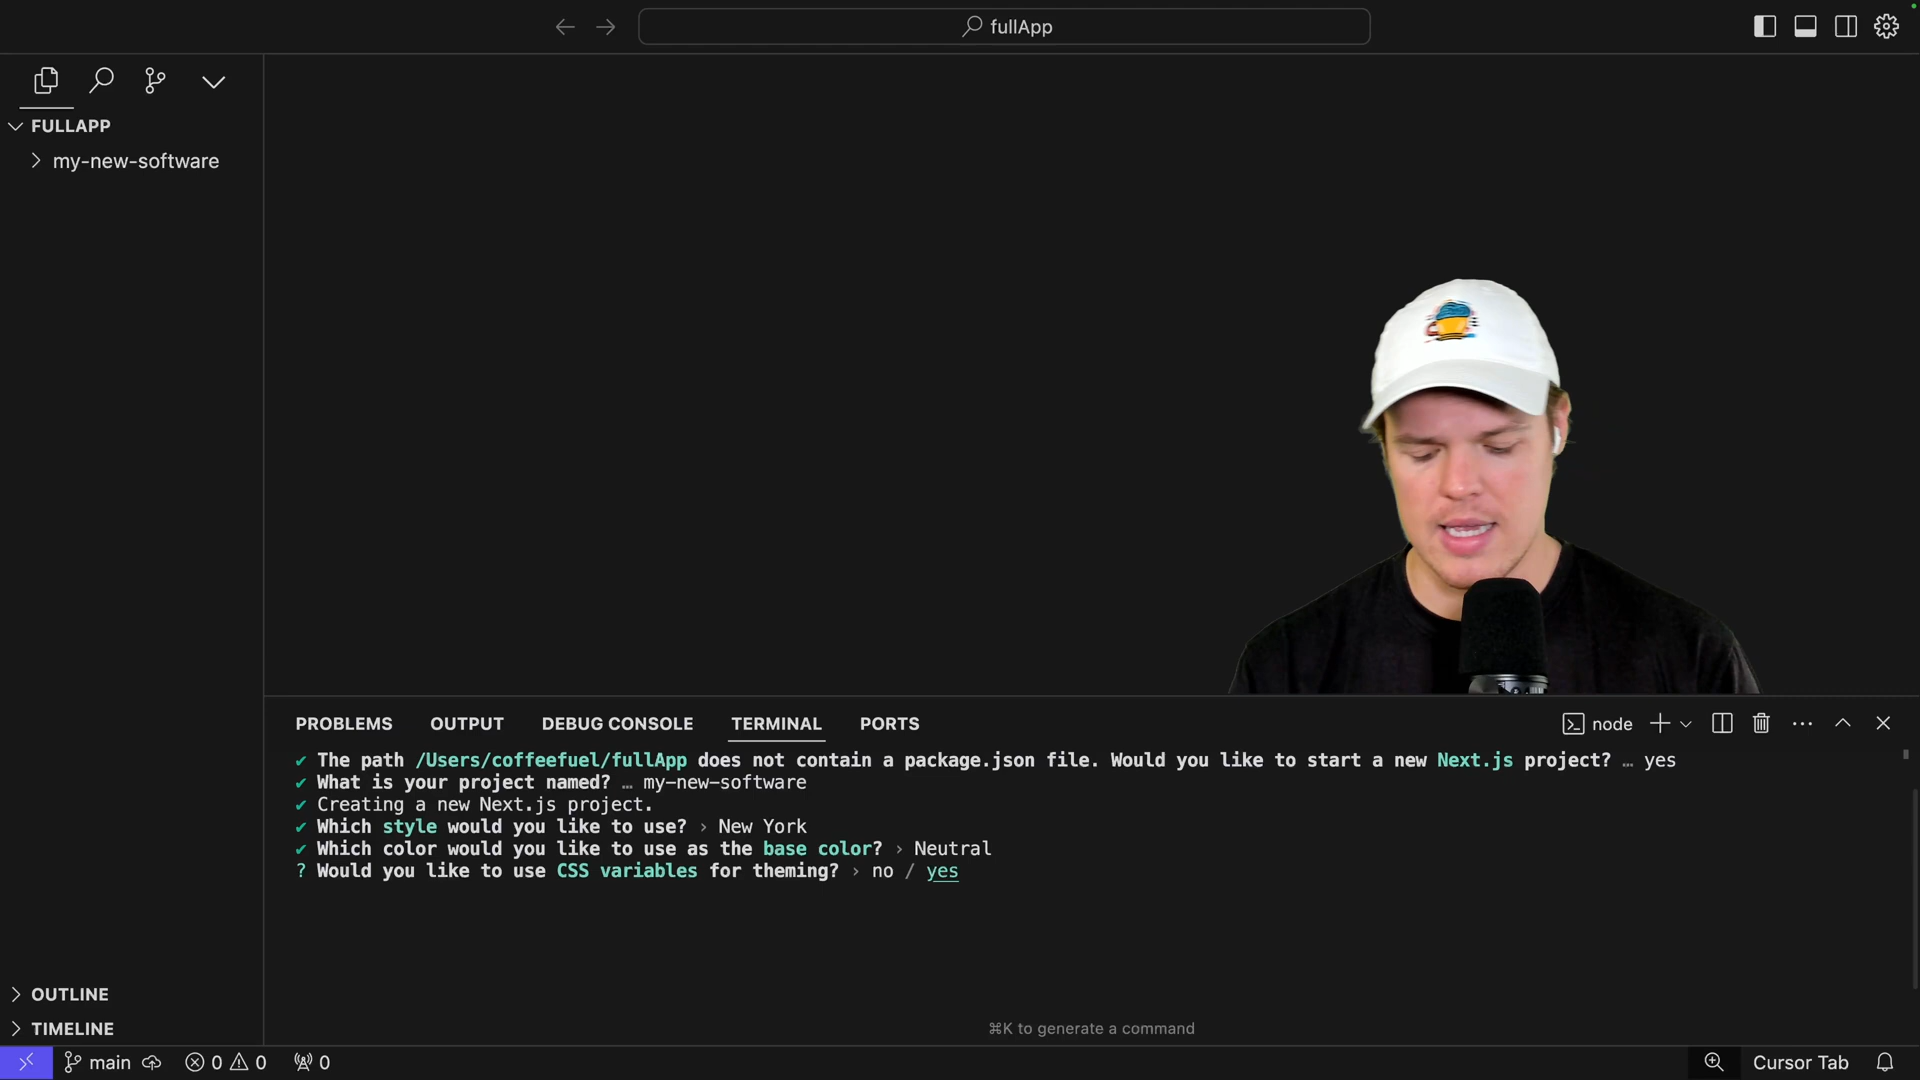 fullApp
FULLAPP
my-new-software
PROBLEMS OUTPUT DEBUG CONSOLE TERMINAL PORTS node
✔ The path /Users/coffeefuel/fullApp does not contain a package.json file. Would you like to start a new Next.js project? … yes
✔ What is your project named? … my-new-software
✔ Creating a new Next.js project.
✔ Which style would you like to use? › New York
✔ Which color would you like to use as the base color? › Neutral
? Would you like to use CSS variables for theming? › no / yes
OUTLINE
TIMELINE
⌘K to generate a command
main 0 0 0 Cursor Tab